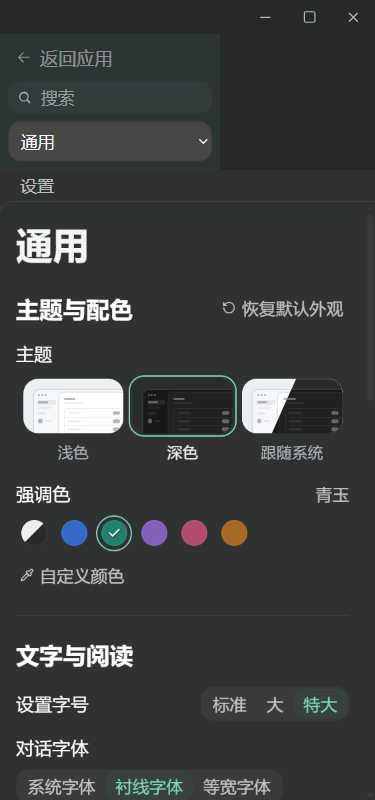 返回应用
搜索
通用
设置
通用
主题与配色 恢复默认外观
主题
浅色 深色 跟随系统
强调色 青玉
自定义颜色
文字与阅读
设置字号 标准 大 特大
对话字体
系统字体 衬线字体 等宽字体